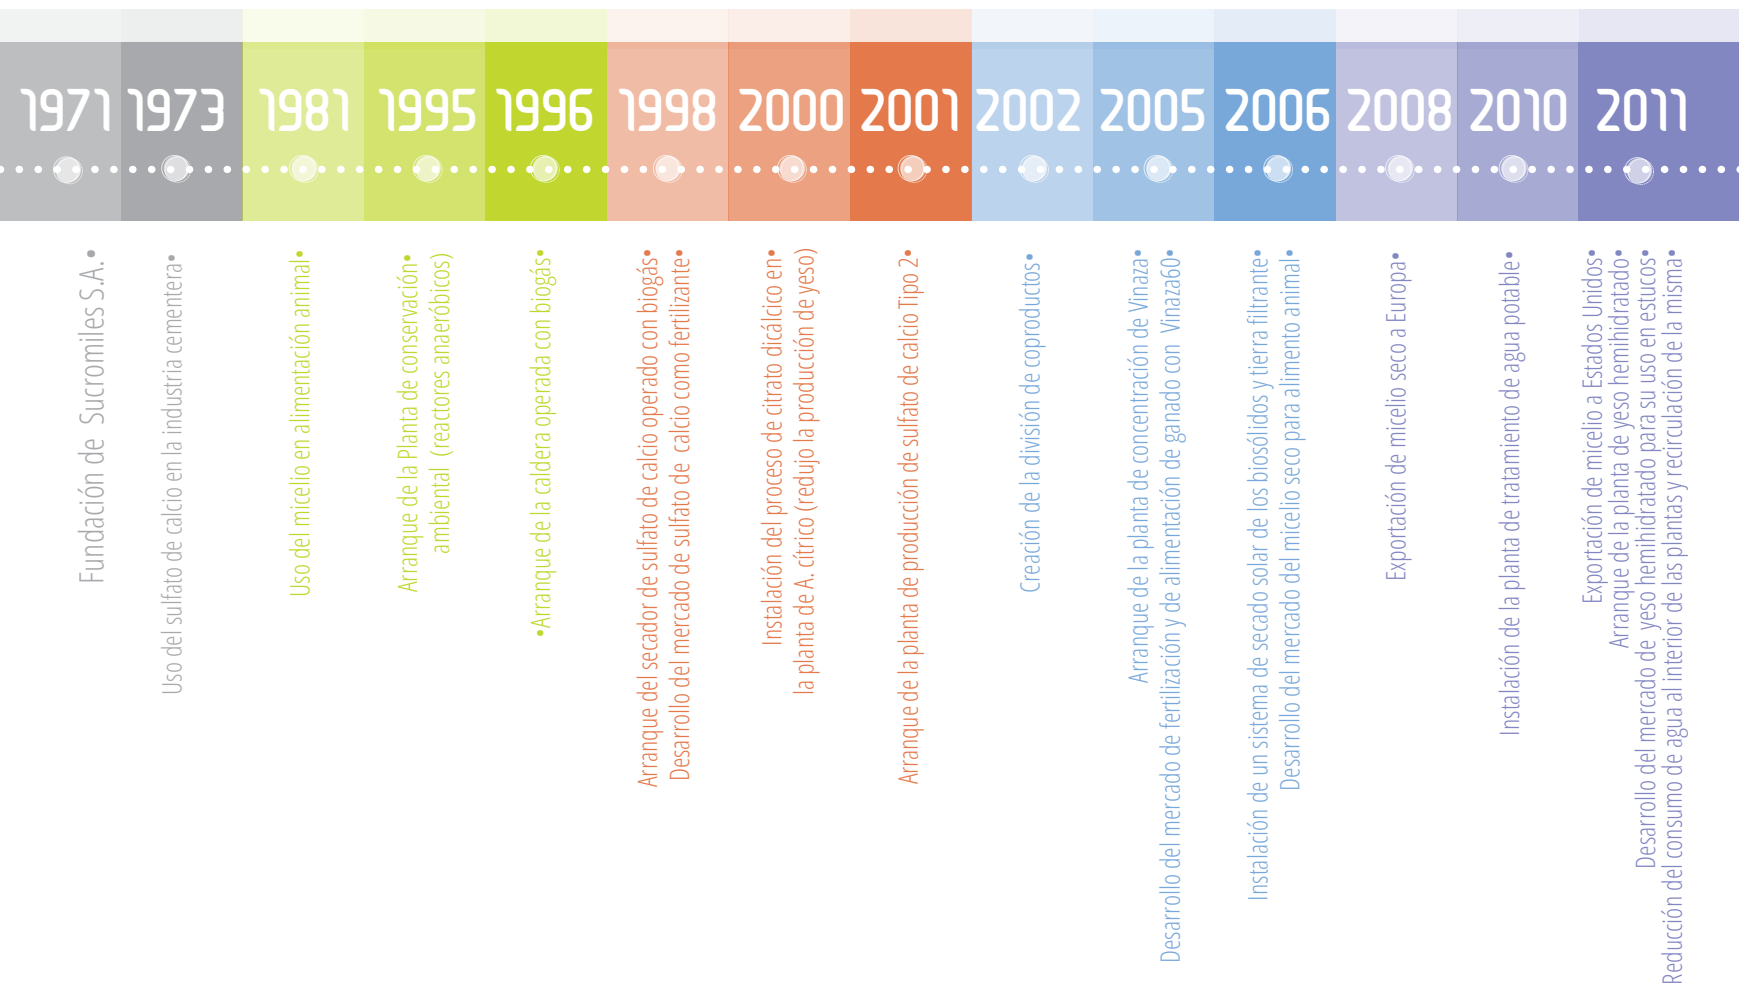 1971 1973 1981 1995 1996 1998 2000 2001 2002 2005 2006 2008 2010 2011
Fundación de Sucromiles S.A.•
Uso del sulfato de calcio en la industria cementera•
Uso del micelio en alimentación animal•
Arranque de la Planta de conservación•
ambiental (reactores anaeróbicos)
•Arranque de la caldera operada con biogás•
Arranque del secador de sulfato de calcio operado con biogás•
Desarrollo del mercado de sulfato de calcio como fertilizante•
Instalación del proceso de citrato dicálcico en•
la planta de A. cítrico (redujo la producción de yeso)
Arranque de la planta de producción de sulfato de calcio Tipo 2•
Creación de la división de coproductos•
Arranque de la planta de concentración de Vinaza•
Desarrollo del mercado de fertilización y de alimentación de ganado con Vinaza60•
Instalación de un sistema de secado solar de los biosólidos y tierra filtrante•
Desarrollo del mercado del micelio seco para alimento animal•
Exportación de micelio seco a Europa•
Instalación de la planta de tratamiento de agua potable•
Exportación de micelio a Estados Unidos•
Arranque de la planta de yeso hemihidratado•
Desarrollo del mercado de yeso hemihidratado para su uso en estucos•
Reducción del consumo de agua al interior de las plantas y recirculación de la misma•